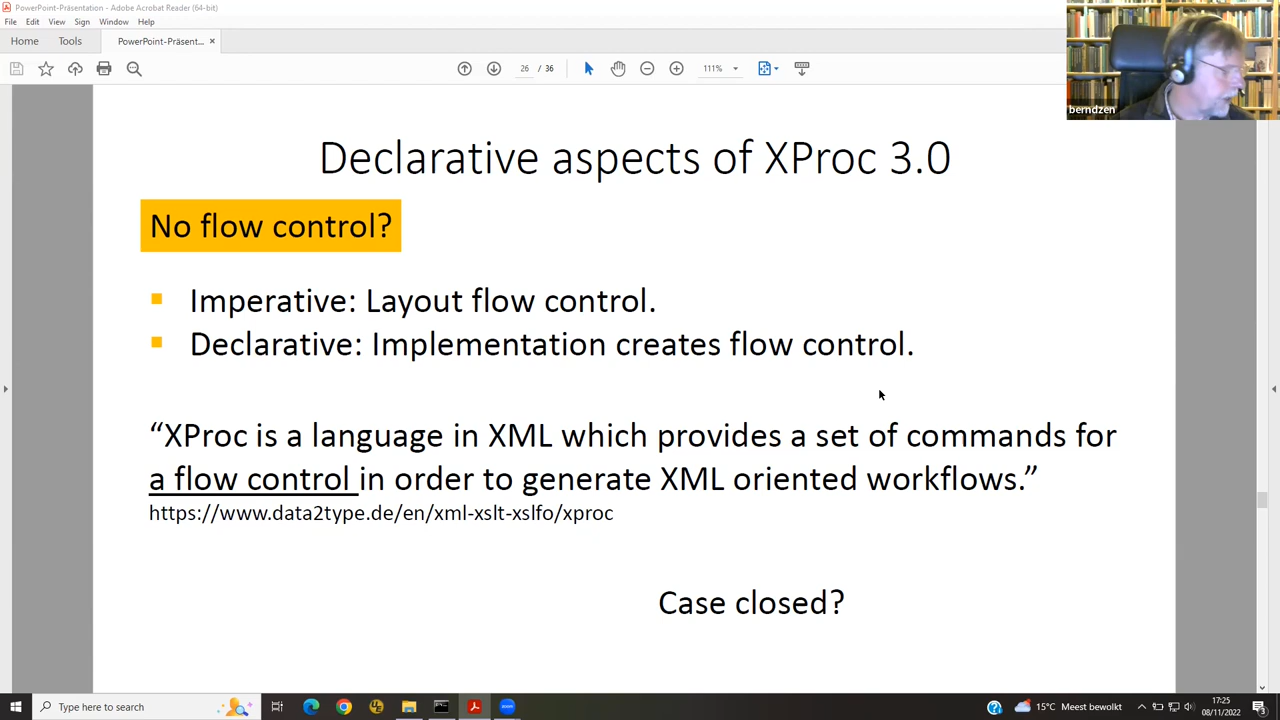 PowerPoint-Präsentation - Adobe Acrobat Reader (64-bit)
File Edit View Sign Window Help
Home Tools PowerPoint-Präsent... ×
26 / 36 111%
berndzen
Declarative aspects of XProc 3.0
No flow control?
Imperative: Layout flow control.
Declarative: Implementation creates flow control.
“XProc is a language in XML which provides a set of commands for
a flow control in order to generate XML oriented workflows.”
https://www.data2type.de/en/xml-xslt-xslfo/xproc
Case closed?
Type here to search
15°C Meest bewolkt
17:25
08/11/2022
3